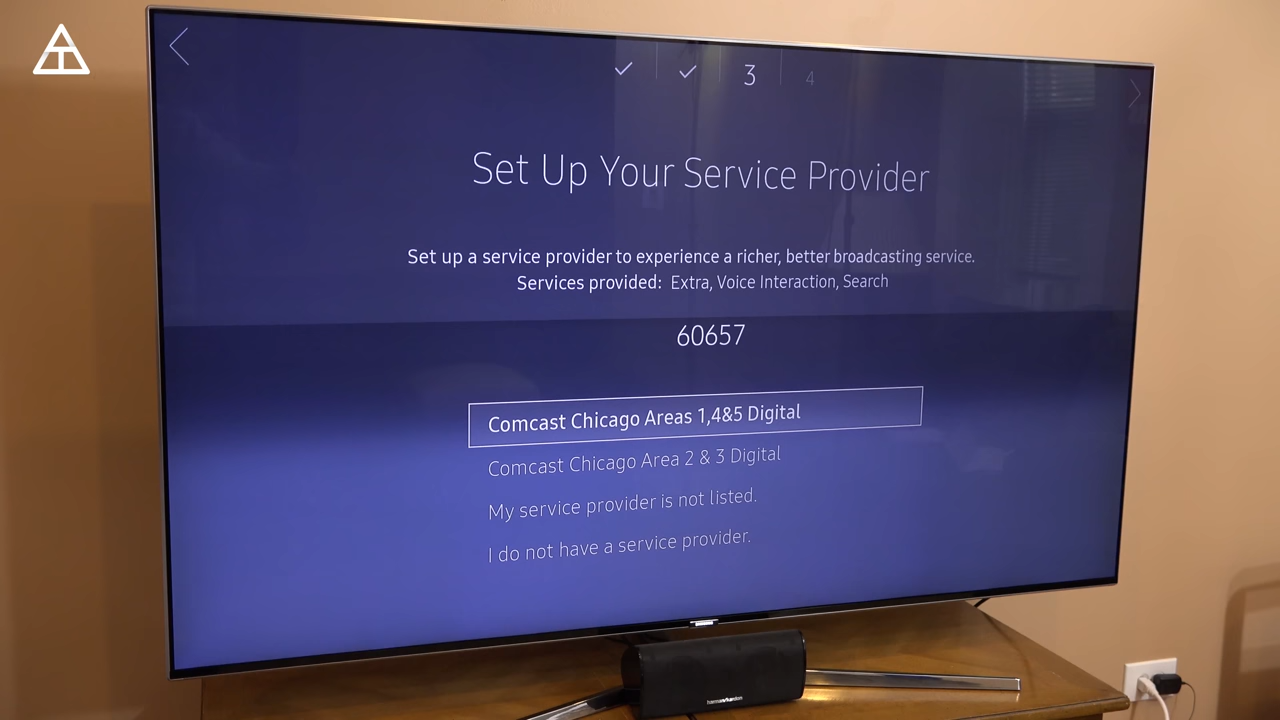 3
4
Set Up Your Service Provider
Set up a service provider to experience a richer, better broadcasting service.
Services provided: Extra, Voice Interaction, Search
60657
Comcast Chicago Areas 1,4&5 Digital
Comcast Chicago Area 2 & 3 Digital
My service provider is not listed.
I do not have a service provider.
harman/kardon